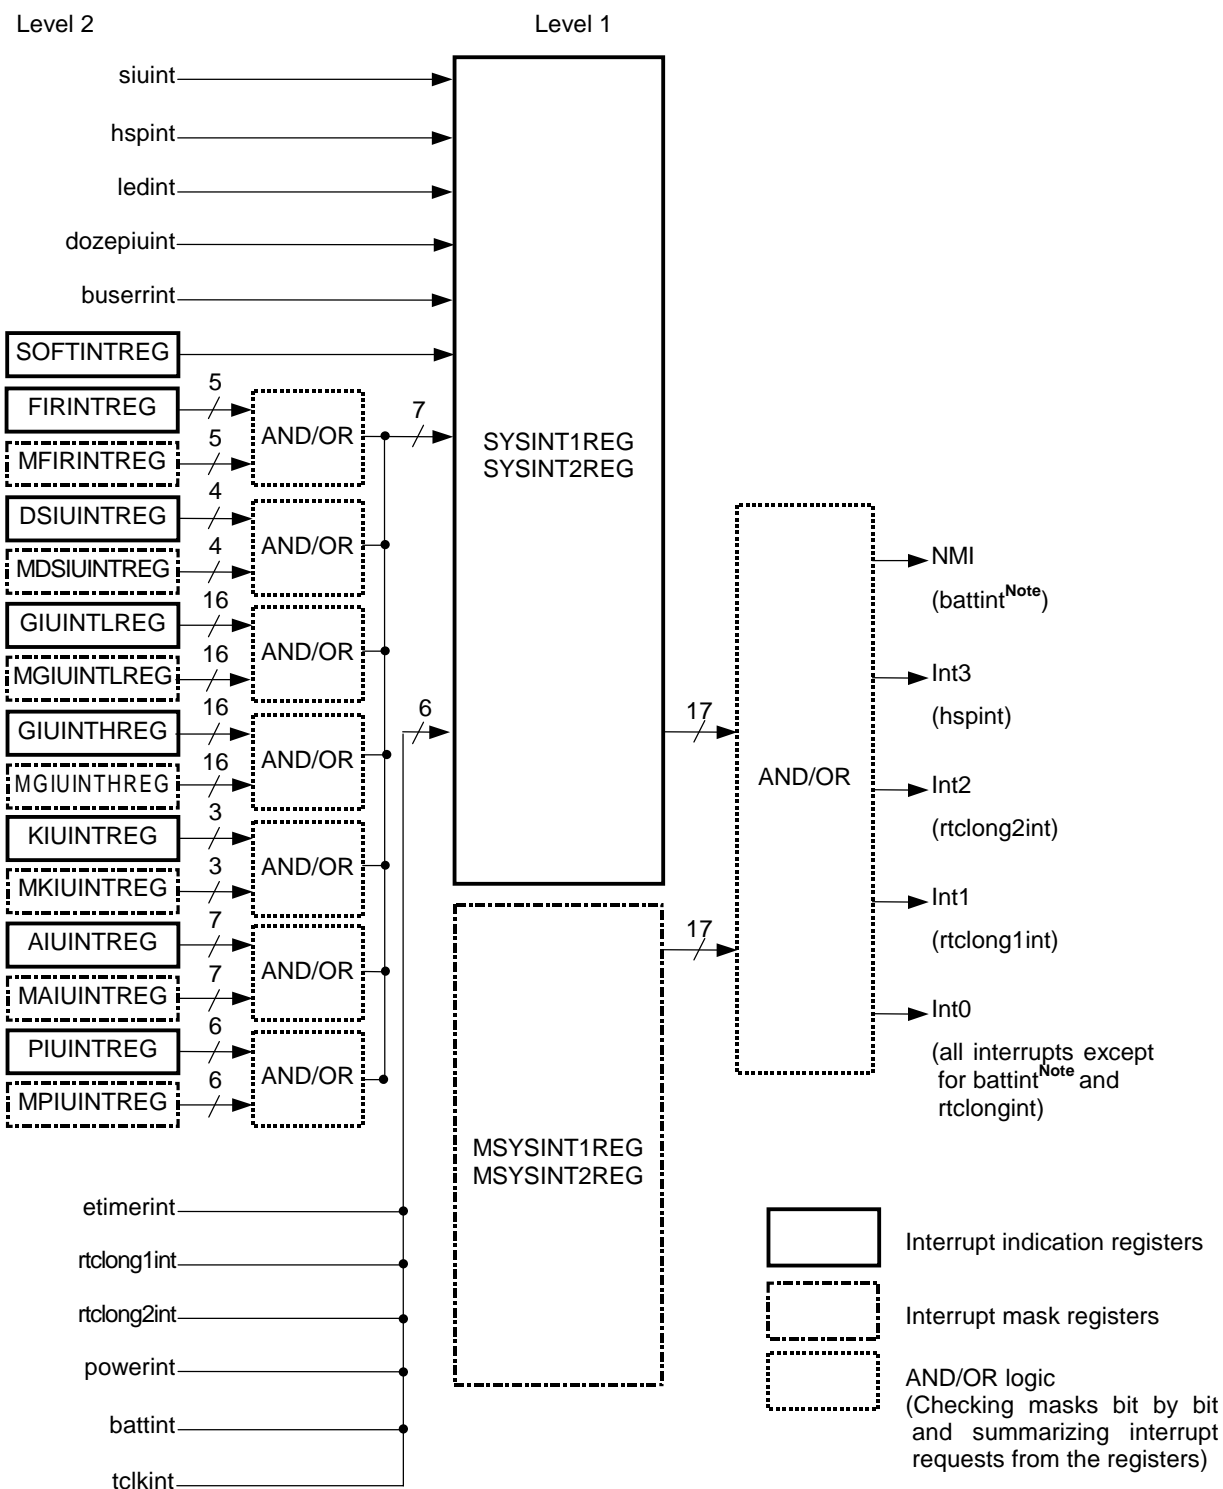 Level 2
Level 1
siuint
hspint
ledint
dozepiuint
buserrint
SOFTINTREG
FIRINTREG
5
MFIRINTREG
5
AND/OR
7
DSIUINTREG
4
MDSIUINTREG
4
AND/OR
GIUINTLREG
16
MGIUINTLREG
16
AND/OR
GIUINTHREG
16
MGIUINTHREG
16
AND/OR
KIUINTREG
3
MKIUINTREG
3
AND/OR
AIUINTREG
7
MAIUINTREG
7
AND/OR
PIUINTREG
6
MPIUINTREG
6
AND/OR
6
SYSINT1REG
SYSINT2REG
17
MSYSINT1REG
MSYSINT2REG
17
AND/OR
NMI
(battintNote)
Int3
(hspint)
Int2
(rtclong2int)
Int1
(rtclong1int)
Int0
(all interrupts except
for battintNote and
rtclongint)
etimerint
rtclong1int
rtclong2int
powerint
battint
tclkint
Interrupt indication registers
Interrupt mask registers
AND/OR logic
(Checking masks bit by bit
and summarizing interrupt
requests from the registers)